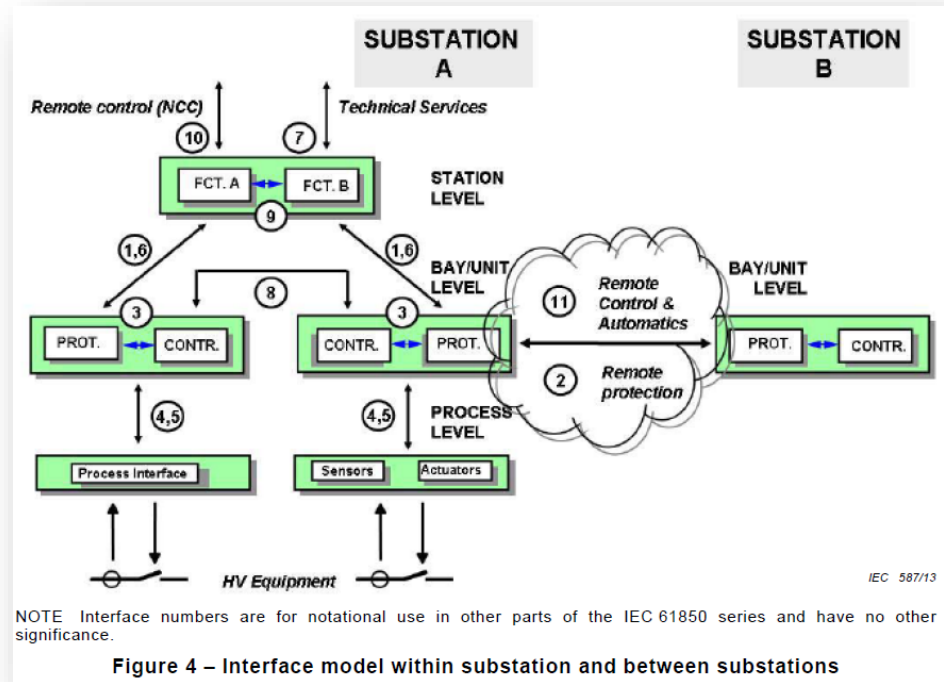 SUBSTATION
A
SUBSTATION
B
Remote control (NCC)
Technical Services
10
7
FCT. A
FCT. B
STATION
LEVEL
9
1,6
1,6
BAY/UNIT
LEVEL
BAY/UNIT
LEVEL
8
11
Remote
Control &
Automatics
3
3
PROT.
CONTR.
CONTR.
PROT.
PROT.
CONTR.
2
Remote
protection
4,5
4,5
PROCESS
LEVEL
Process Interface
Sensors
Actuators
HV Equipment
IEC 587/13
NOTE Interface numbers are for notational use in other parts of the IEC 61850 series and have no other
significance.
Figure 4 – Interface model within substation and between substations